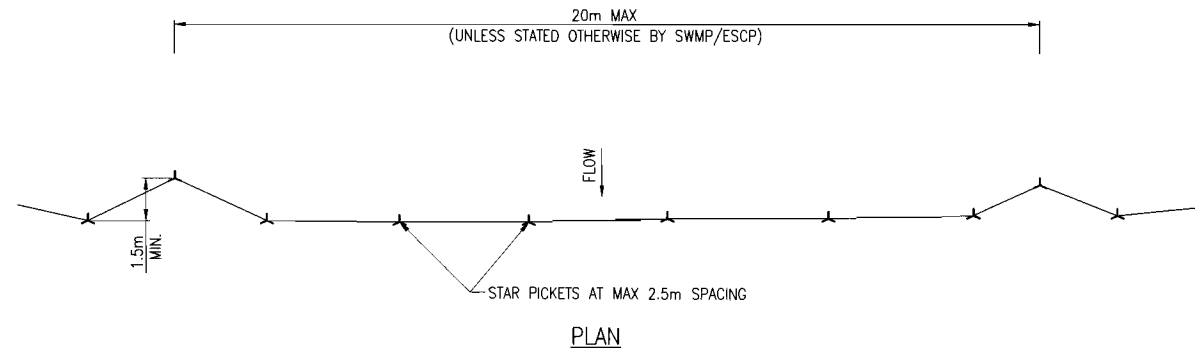 20m MAX
(UNLESS STATED OTHERWISE BY SWMP/ESCP)
FLOW
1.5m
MIN.
STAR PICKETS AT MAX 2.5m SPACING
PLAN